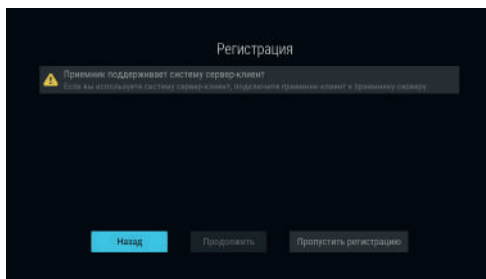 Регистрация
Приемник поддерживает систему сервер-клиент
Если вы используете систему сервер-клиент, подключите приемник-клиент к приемнику-серверу.
Назад
Продолжить
Пропустить регистрацию